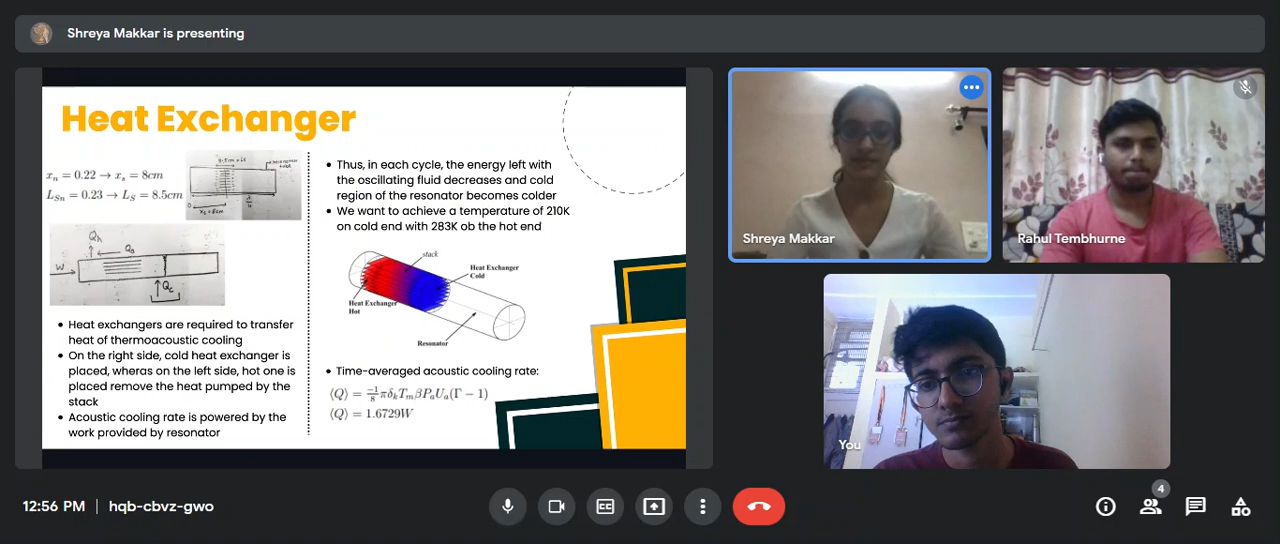 Shreya Makkar is presenting
Heat Exchanger
x_n = 0.22 → x_s = 8cm
L_Sn = 0.23 → L_S = 8.5cm
Q_h
Q_c
W
• Heat exchangers are required to transfer
heat of thermoacoustic cooling
• On the right side, cold heat exchanger is
placed, wheras on the left side, hot one is
placed remove the heat pumped by the
stack
• Acoustic cooling rate is powered by the
work provided by resonator
• Thus, in each cycle, the energy left with
the oscillating fluid decreases and cold
region of the resonator becomes colder
• We want to achieve a temperature of 210K
on cold end with 283K ob the hot end
stack
Heat Exchanger
Cold
Heat Exchanger
Hot
Resonator
• Time-averaged acoustic cooling rate:
⟨Q⟩ = -1/8 πδ_kT_mβP_aU_a(Γ − 1)
⟨Q⟩ = 1.6729W
Shreya Makkar
Rahul Tembhurne
You
12:56 PM | hqb-cbvz-gwo
CC
4